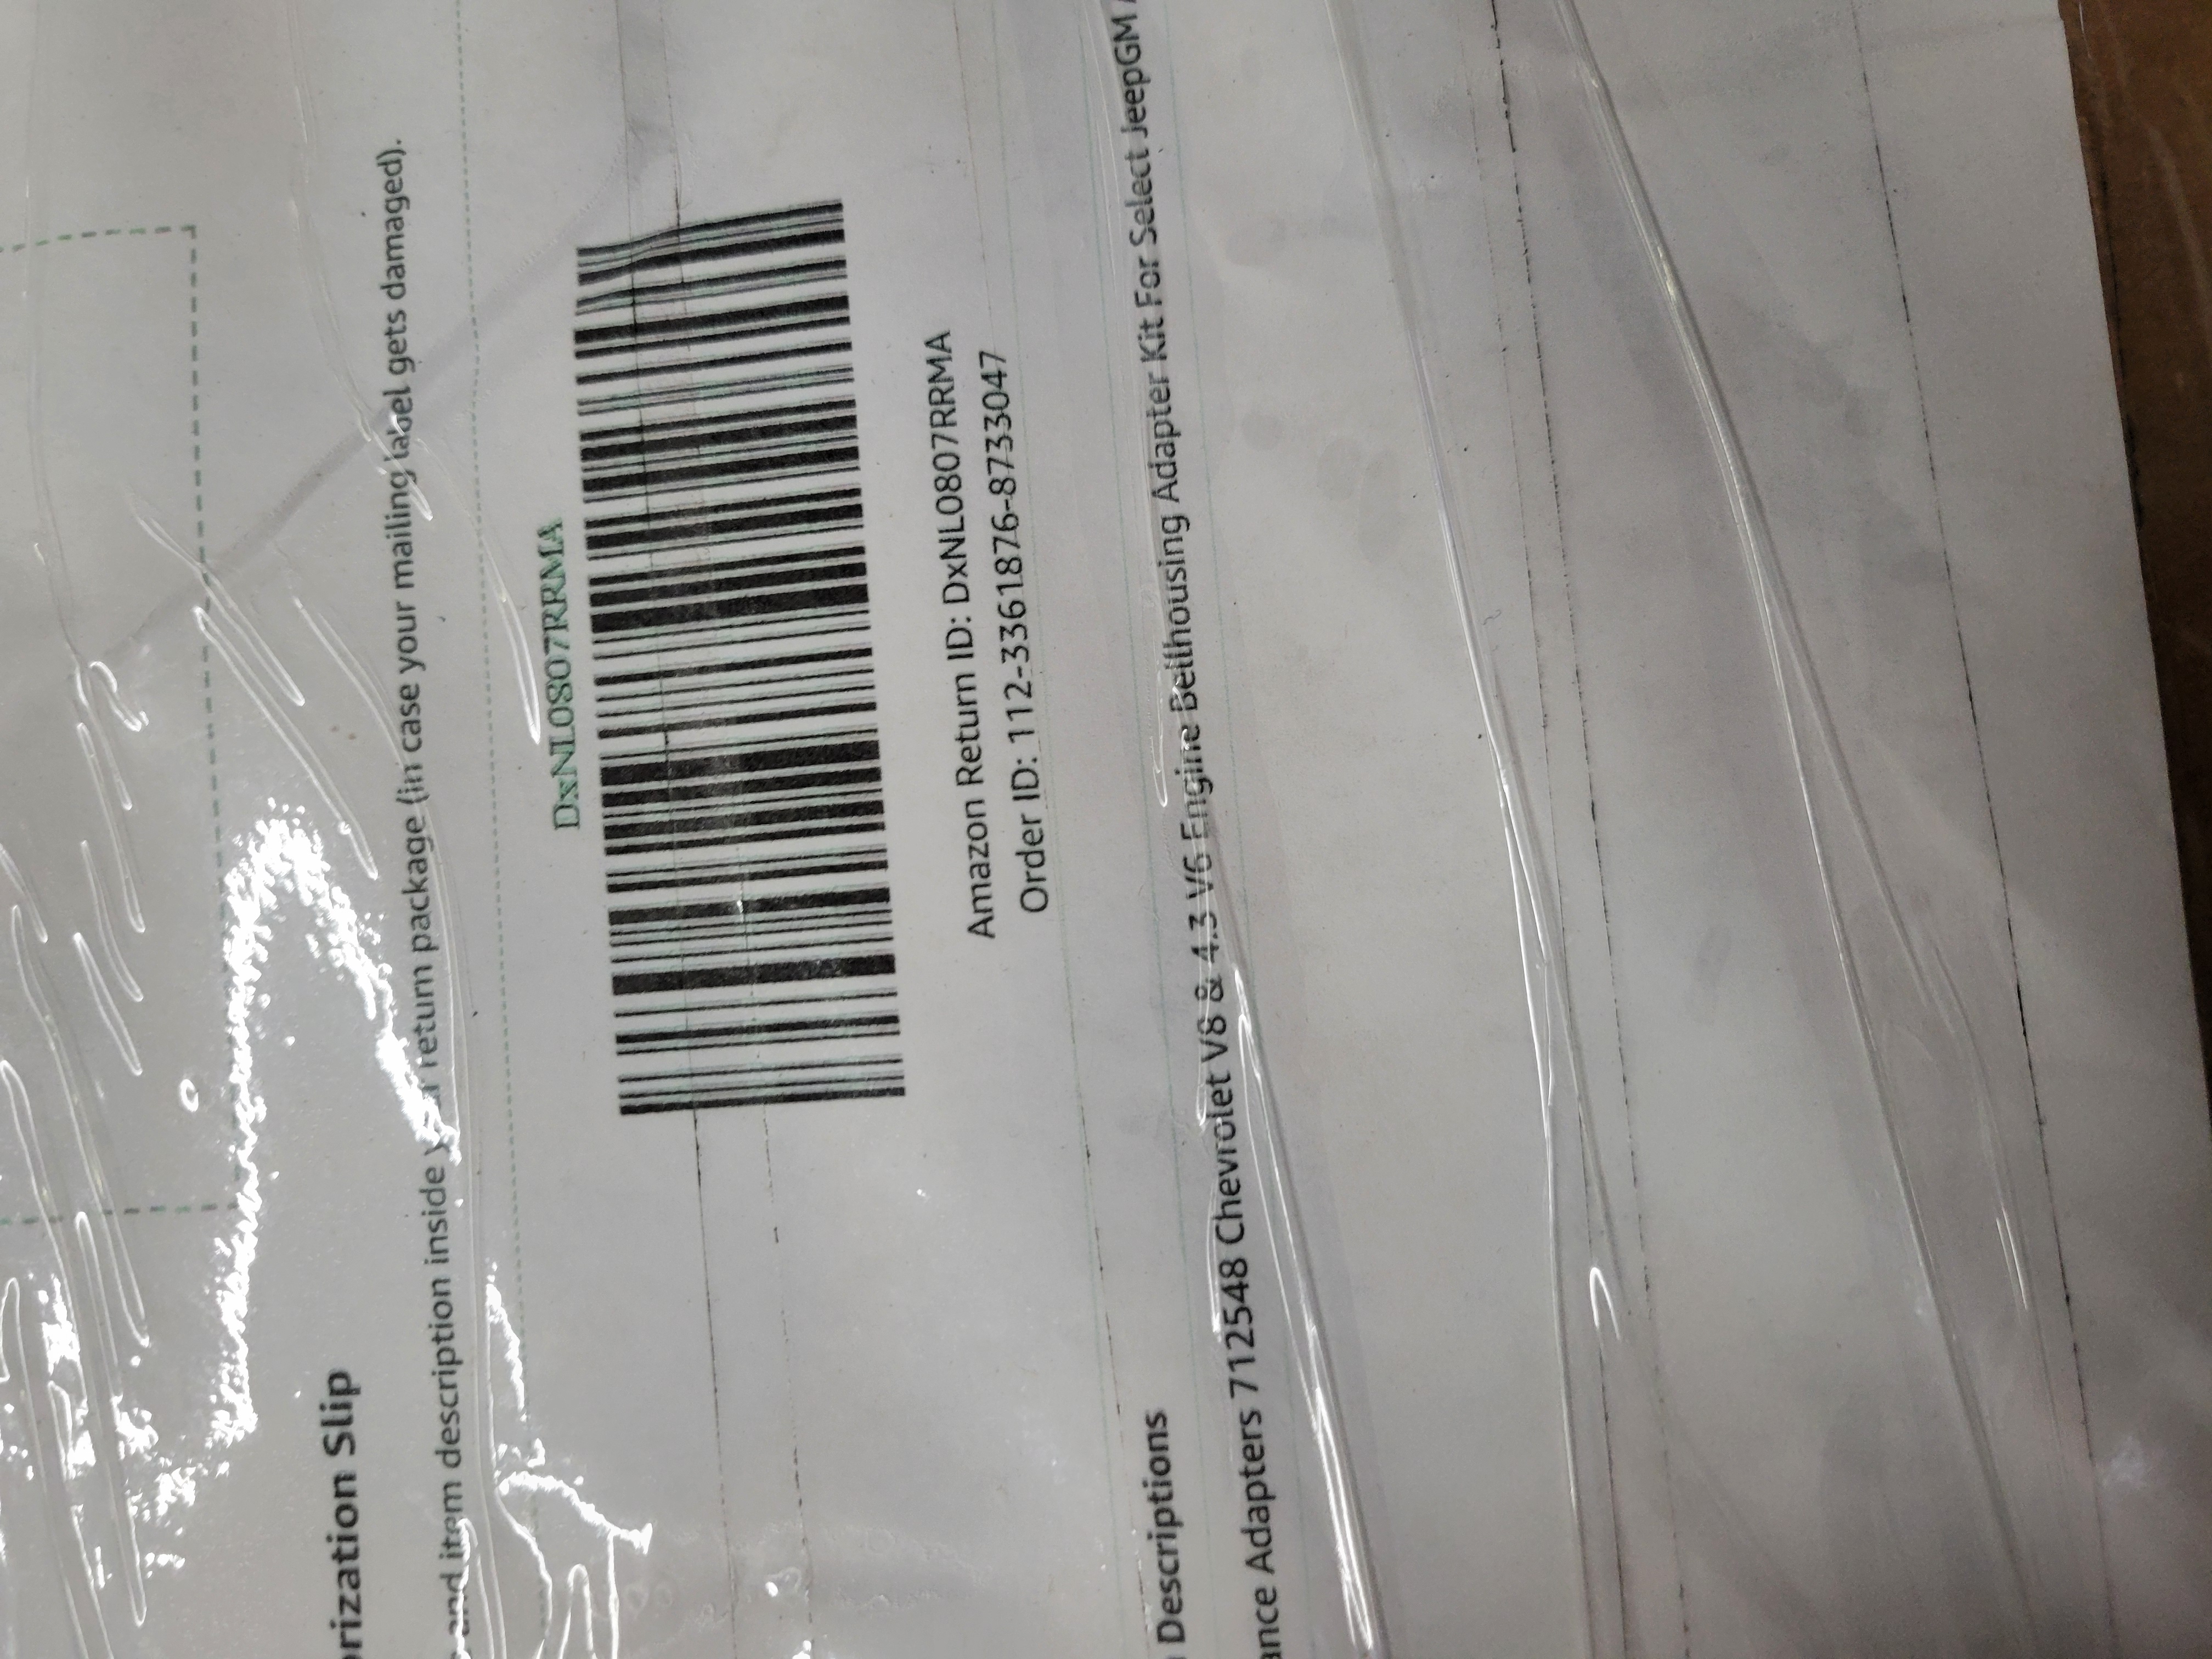 orization Slip
and item description inside your return package (in case your mailing label gets damaged).
DxNL0807RRMA
Amazon Return ID: DxNL0807RRMA
Order ID: 112-3361876-8733047
Descriptions
ance Adapters 712548 Chevrolet V8 & 4.3 V6 Engine Bellhousing Adapter Kit For Select JeepGM